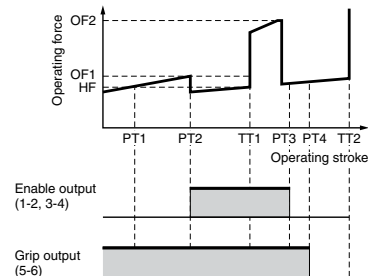 Operating force
OF2
OF1
HF
PT1 PT2 TT1 PT3 PT4 TT2
Operating stroke
Enable output
(1-2, 3-4)
Grip output
(5-6)